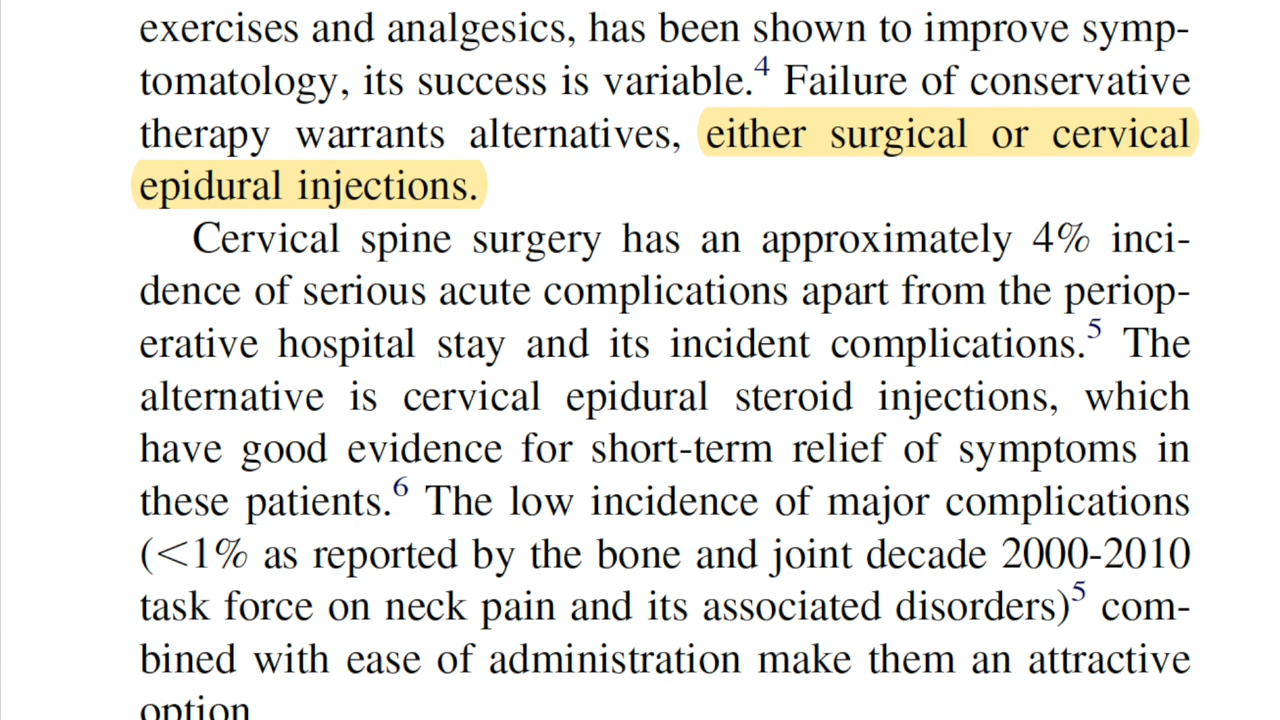 exercises and analgesics, has been shown to improve symp-
tomatology, its success is variable.4 Failure of conservative
therapy warrants alternatives, either surgical or cervical
epidural injections.
Cervical spine surgery has an approximately 4% inci-
dence of serious acute complications apart from the periop-
erative hospital stay and its incident complications.5 The
alternative is cervical epidural steroid injections, which
have good evidence for short-term relief of symptoms in
these patients.6 The low incidence of major complications
(<1% as reported by the bone and joint decade 2000-2010
task force on neck pain and its associated disorders)5 com-
bined with ease of administration make them an attractive
option